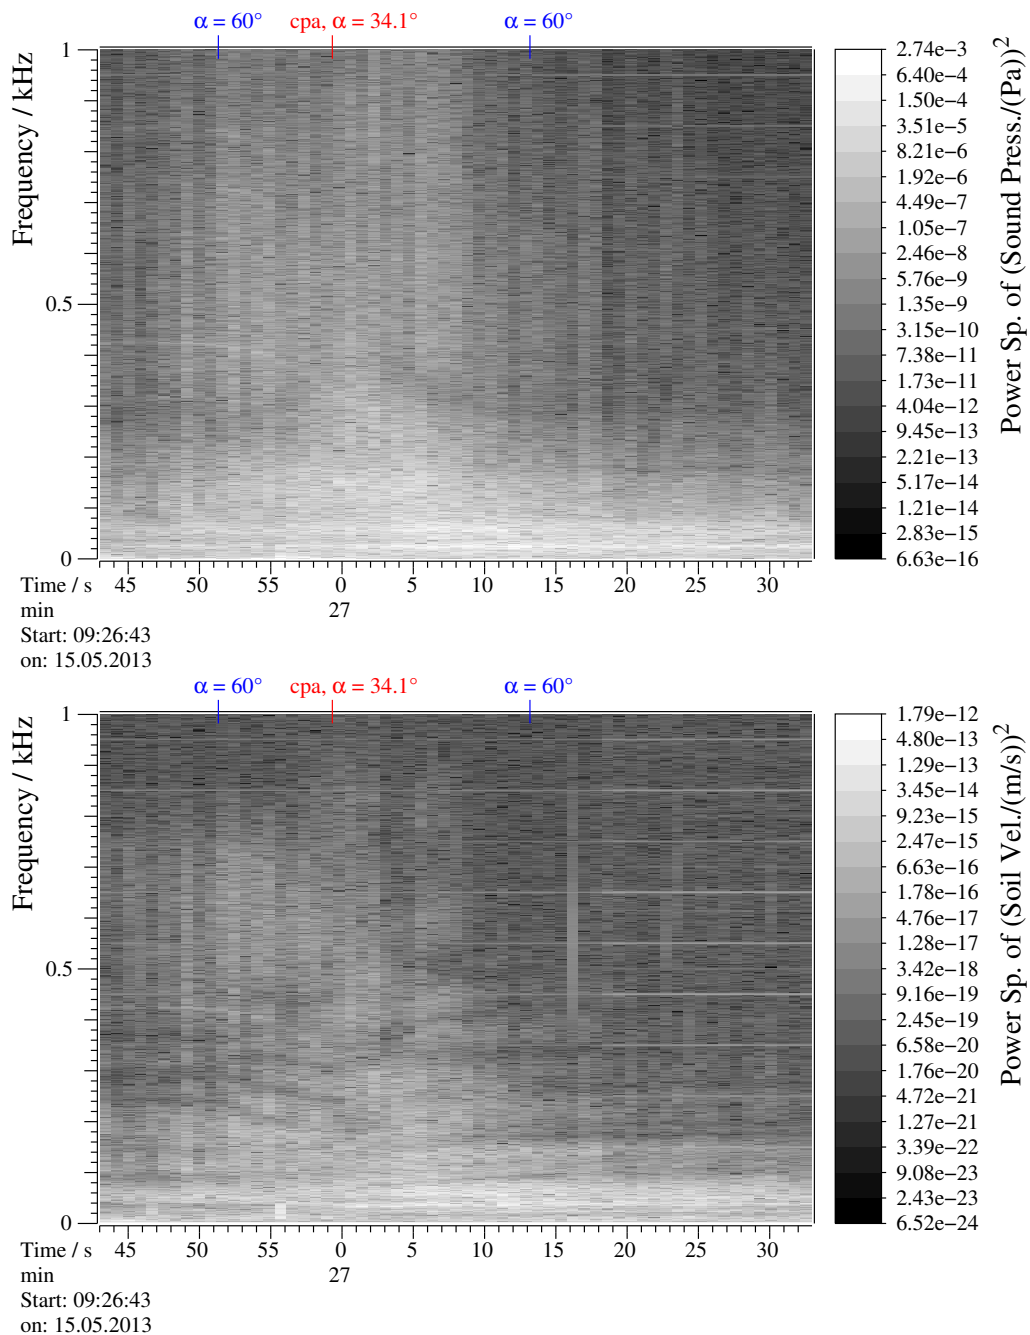 α = 60° cpa, α = 34.1° α = 60°
Frequency / kHz
1
0.5
0
Time / s 45 50 55 0 5 10 15 20 25 30
min 27
Start: 09:26:43
on: 15.05.2013
2.74e-3
6.40e-4
1.50e-4
3.51e-5
8.21e-6
1.92e-6
4.49e-7
1.05e-7
2.46e-8
5.76e-9
1.35e-9
3.15e-10
7.38e-11
1.73e-11
4.04e-12
9.45e-13
2.21e-13
5.17e-14
1.21e-14
2.83e-15
6.63e-16
Power Sp. of (Sound Press./(Pa))²
α = 60° cpa, α = 34.1° α = 60°
Frequency / kHz
1
0.5
0
Time / s 45 50 55 0 5 10 15 20 25 30
min 27
Start: 09:26:43
on: 15.05.2013
1.79e-12
4.80e-13
1.29e-13
3.45e-14
9.23e-15
2.47e-15
6.63e-16
1.78e-16
4.76e-17
1.28e-17
3.42e-18
9.16e-19
2.45e-19
6.58e-20
1.76e-20
4.72e-21
1.27e-21
3.39e-22
9.08e-23
2.43e-23
6.52e-24
Power Sp. of (Soil Vel./(m/s))²